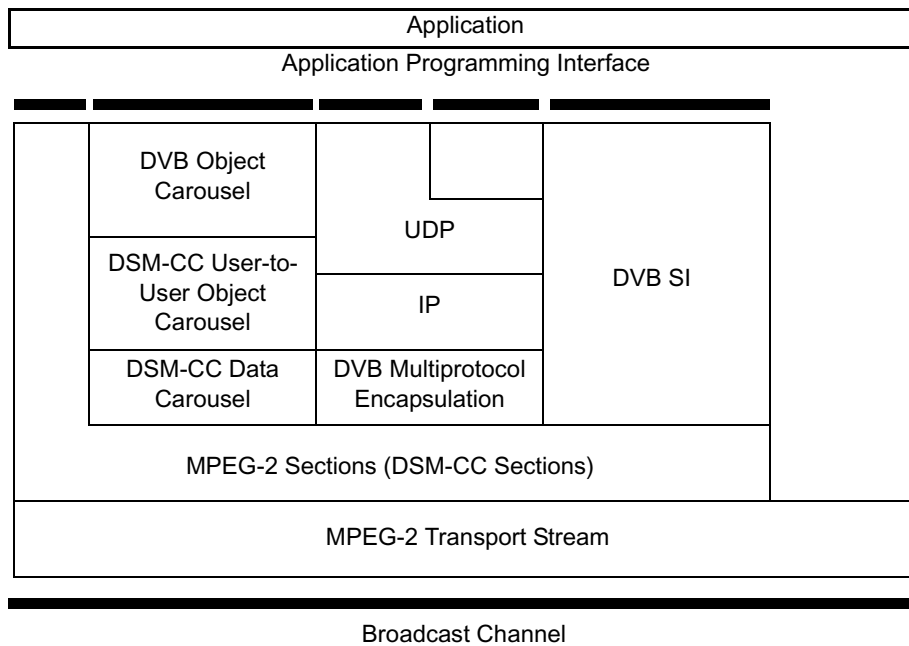 Application
Application Programming Interface
DVB Object
Carousel
DSM-CC User-to-
User Object
Carousel
DSM-CC Data
Carousel
UDP
IP
DVB Multiprotocol
Encapsulation
DVB SI
MPEG-2 Sections (DSM-CC Sections)
MPEG-2 Transport Stream
Broadcast Channel